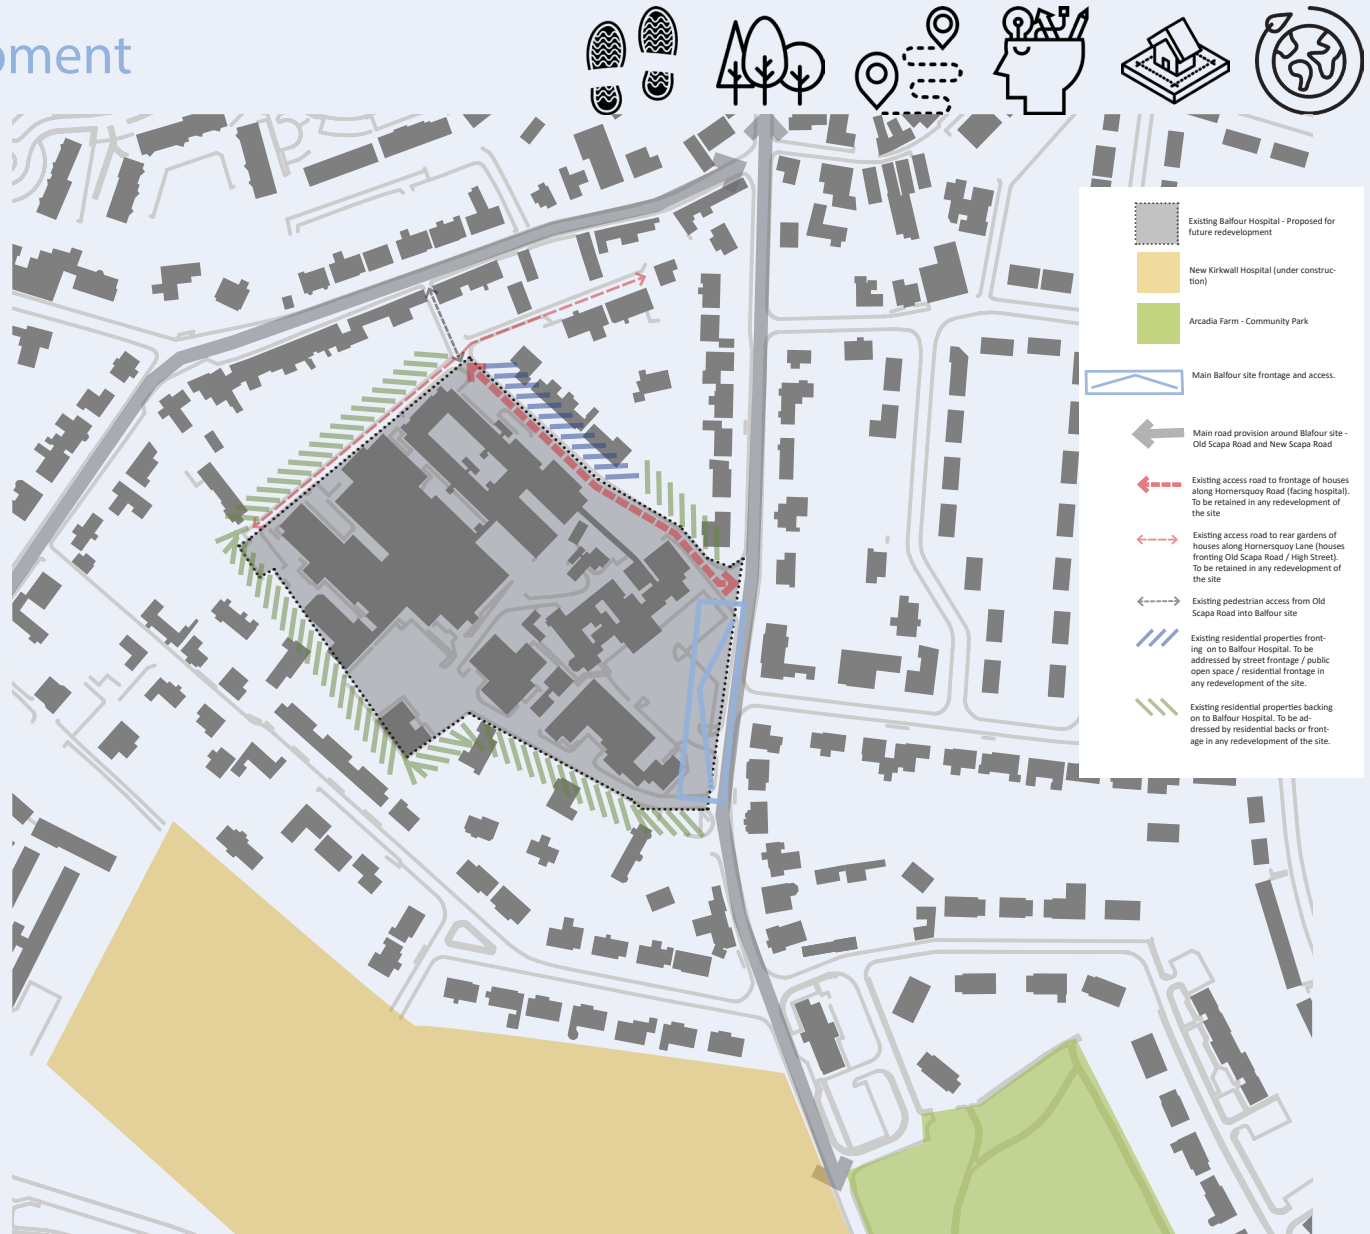 oment
Existing Balfour Hospital - Proposed for
future redevelopment
New Kirkwall Hospital (under construc-
tion)
Arcadia Farm - Community Park
Main Balfour site frontage and access.
Main road provision around Blafour site -
Old Scapa Road and New Scapa Road
Existing access road to frontage of houses
along Hornersquoy Road (facing hospital).
To be retained in any redevelopment of
the site
Existing access road to rear gardens of
houses along Hornersquoy Lane (houses
fronting Old Scapa Road / High Street).
To be retained in any redevelopment of
the site
Existing pedestrian access from Old
Scapa Road into Balfour site
Existing residential properties front-
ing on to Balfour Hospital. To be
addressed by street frontage / public
open space / residential frontage in
any redevelopment of the site.
Existing residential properties backing
on to Balfour Hospital. To be ad-
dressed by residential backs or front-
age in any redevelopment of the site.